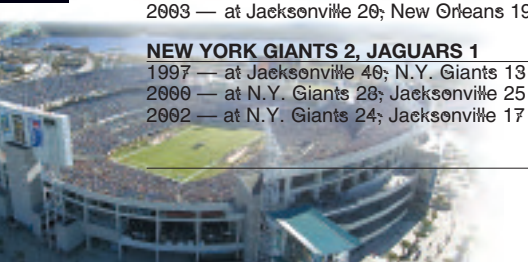 2003 — at Jacksonville 20; New Orleans 19
NEW YORK GIANTS 2, JAGUARS 1
1997 — at Jacksonville 40; N.Y. Giants 13
2000 — at N.Y. Giants 28; Jacksonville 25
2002 — at N.Y. Giants 24; Jacksonville 17